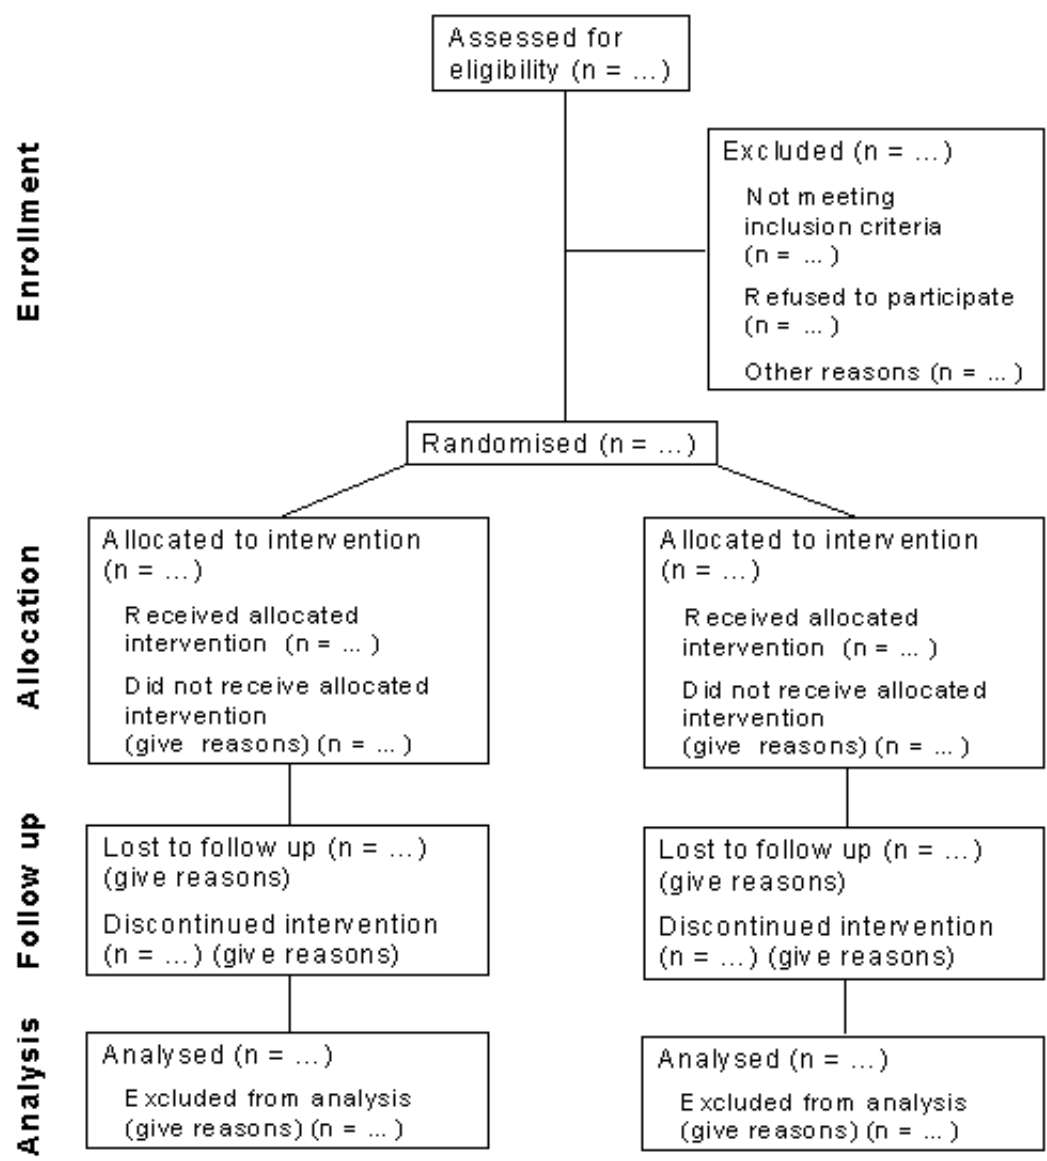 Assessed for
eligibility (n = ...)
Enrollment
Excluded (n = ...)
Not meeting
inclusion criteria
(n = ... )
Refused to participate
(n = ... )
Other reasons (n = ... )
Randomised (n = ...)
Allocation
Allocated to intervention
(n = ...)
Received allocated
intervention (n = ... )
Did not receive allocated
intervention
(give reasons) (n = ... )
Allocated to intervention
(n = ...)
Received allocated
intervention (n = ... )
Did not receive allocated
intervention
(give reasons) (n = ... )
Follow up
Lost to follow up (n = ...)
(give reasons)
Discontinued intervention
(n = ...) (give reasons)
Lost to follow up (n = ...)
(give reasons)
Discontinued intervention
(n = ...) (give reasons)
Analysis
Analysed (n = ...)
Excluded from analysis
(give reasons) (n = ... )
Analysed (n = ...)
Excluded from analysis
(give reasons) (n = ... )